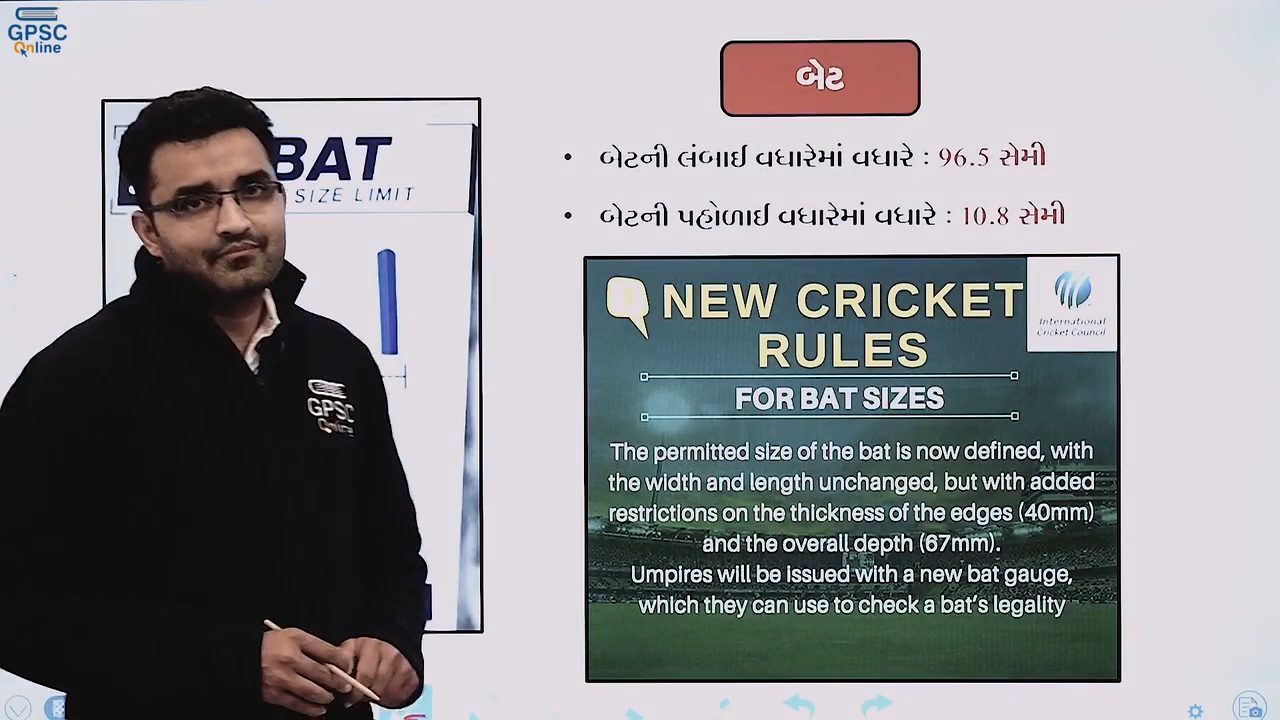 GPSC
Online
બેટ
BAT
SIZE LIMIT
• બેટની લંબાઈ વધારેમાં વધારે : 96.5 સેમી
• બેટની પહોળાઈ વધારેમાં વધારે : 10.8 સેમી
NEW CRICKET
RULES
International
Cricket Council
FOR BAT SIZES
The permitted size of the bat is now defined, with
the width and length unchanged, but with added
restrictions on the thickness of the edges (40mm)
and the overall depth (67mm).
Umpires will be issued with a new bat gauge,
which they can use to check a bat's legality
GPSC
Online